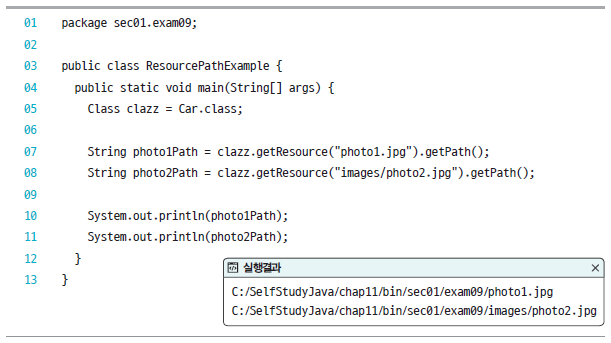 01 package sec01.exam09;
02
03 public class ResourcePathExample {
04   public static void main(String[] args) {
05     Class clazz = Car.class;
06
07     String photo1Path = clazz.getResource("photo1.jpg").getPath();
08     String photo2Path = clazz.getResource("images/photo2.jpg").getPath();
09
10     System.out.println(photo1Path);
11     System.out.println(photo2Path);
12   }
13 }
실행결과
C:/SelfStudyJava/chap11/bin/sec01/exam09/photo1.jpg
C:/SelfStudyJava/chap11/bin/sec01/exam09/images/photo2.jpg